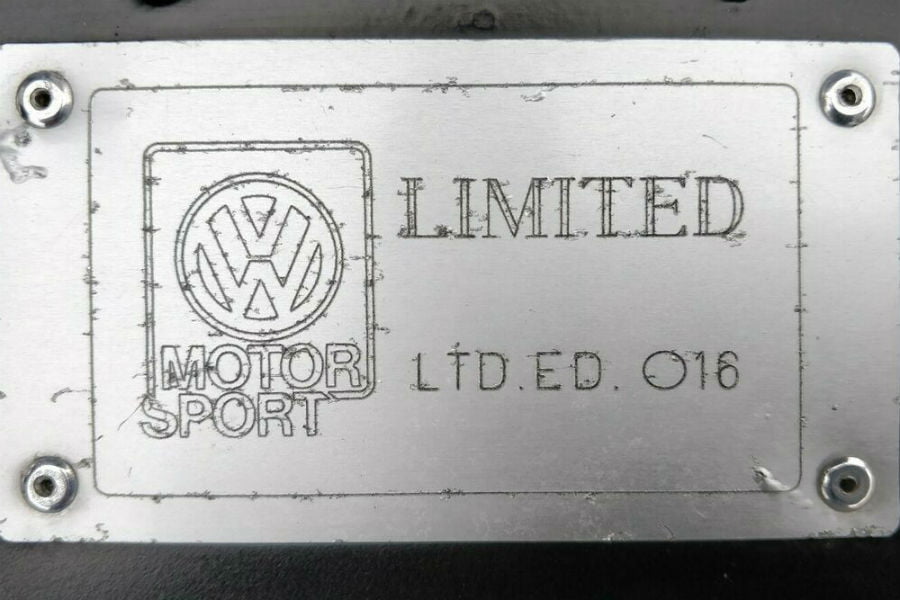 LIMITED
MOTOR
SPORT
LTD.ED. 016